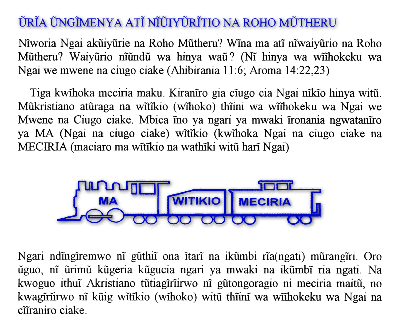 ŨRĨA ŨNGĨMENYA ATĨ NĨŨIYŨRĨTIO NA ROHO MŨTHERU
Nĩworia Ngai akũiyũrie na Roho Mũtheru? Wĩna ma atĩ nĩwaiyũrio na Roho
Mũtheru? Waiyũrio nĩũndũ wa hinya waũ? (Nĩ hinya wa wĩĩhokeku wa
Ngai we mwene na ciugo ciake (Ahibirania 11:6; Aroma 14:22,23)
Tiga kwĩhoka meciria maku. Kiranĩro gia cĩugo cia Ngai nĩkĩo hinya witũ.
Mũkristiano atũraga na wĩtĩkio (wĩhoko) thĩini wa wĩĩhokeku wa Ngai we
Mwene na Ciugo ciake. Mbica ĩno ya ngari ya mwaki ĩronania ngwatanĩro
ya MA (Ngai na ciugo ciake) wĩtĩkio (kwĩhoka Ngai na ciugo ciake na
MECIRIA (maciaro ma wĩtĩkio na wathĩki witũ harĩ Ngai)
MA WITIKIO MECIRIA
Ngari ndĩngĩremwo nĩ gũthiĩ ona ĩtarĩ na ikũmbi rĩa(ngati) mũrangĩri. Oro
ũguo, nĩ ũrimũ kũgeria kũgucia ngari ya mwaki na ikũmbĩ ria ngati. Na
kwoguo ithuĩ Akristiano tũtiagĩrĩirwo nĩ gũtongoragio ni meciria maitũ, no
kwagĩrĩirwo nĩ kũig wĩtĩkio (wĩhoko) witũ thĩinĩ wa wĩĩhokeku wa Ngai na
cĩĩraniro ciake.